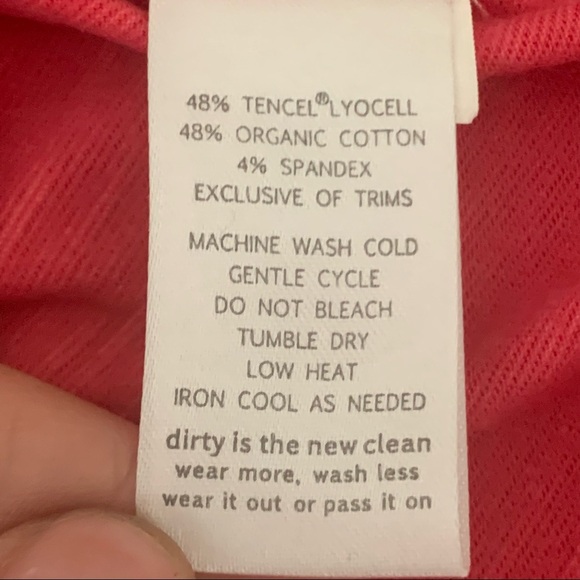 48% TENCEL®LYOCELL
48% ORGANIC COTTON
4% SPANDEX
EXCLUSIVE OF TRIMS
MACHINE WASH COLD
GENTLE CYCLE
DO NOT BLEACH
TUMBLE DRY
LOW HEAT
IRON COOL AS NEEDED
dirty is the new clean
wear more, wash less
wear it out or pass it on